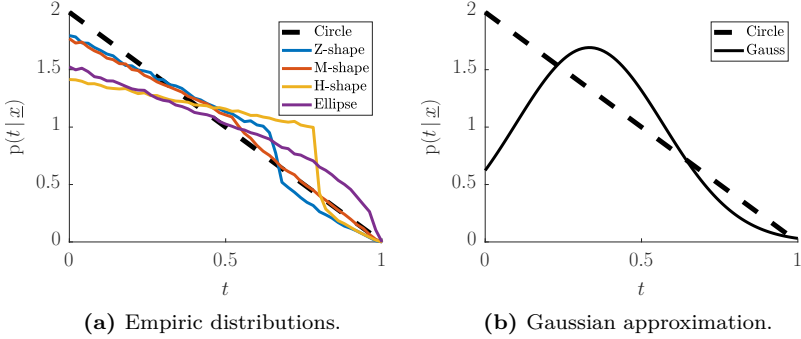 2
1.5
1
0.5
0
0
0.5
1
p(t | x)
t
Circle
Z-shape
M-shape
H-shape
Ellipse
(a) Empiric distributions.
2
1.5
1
0.5
0
0
0.5
1
p(t | x)
t
Circle
Gauss
(b) Gaussian approximation.